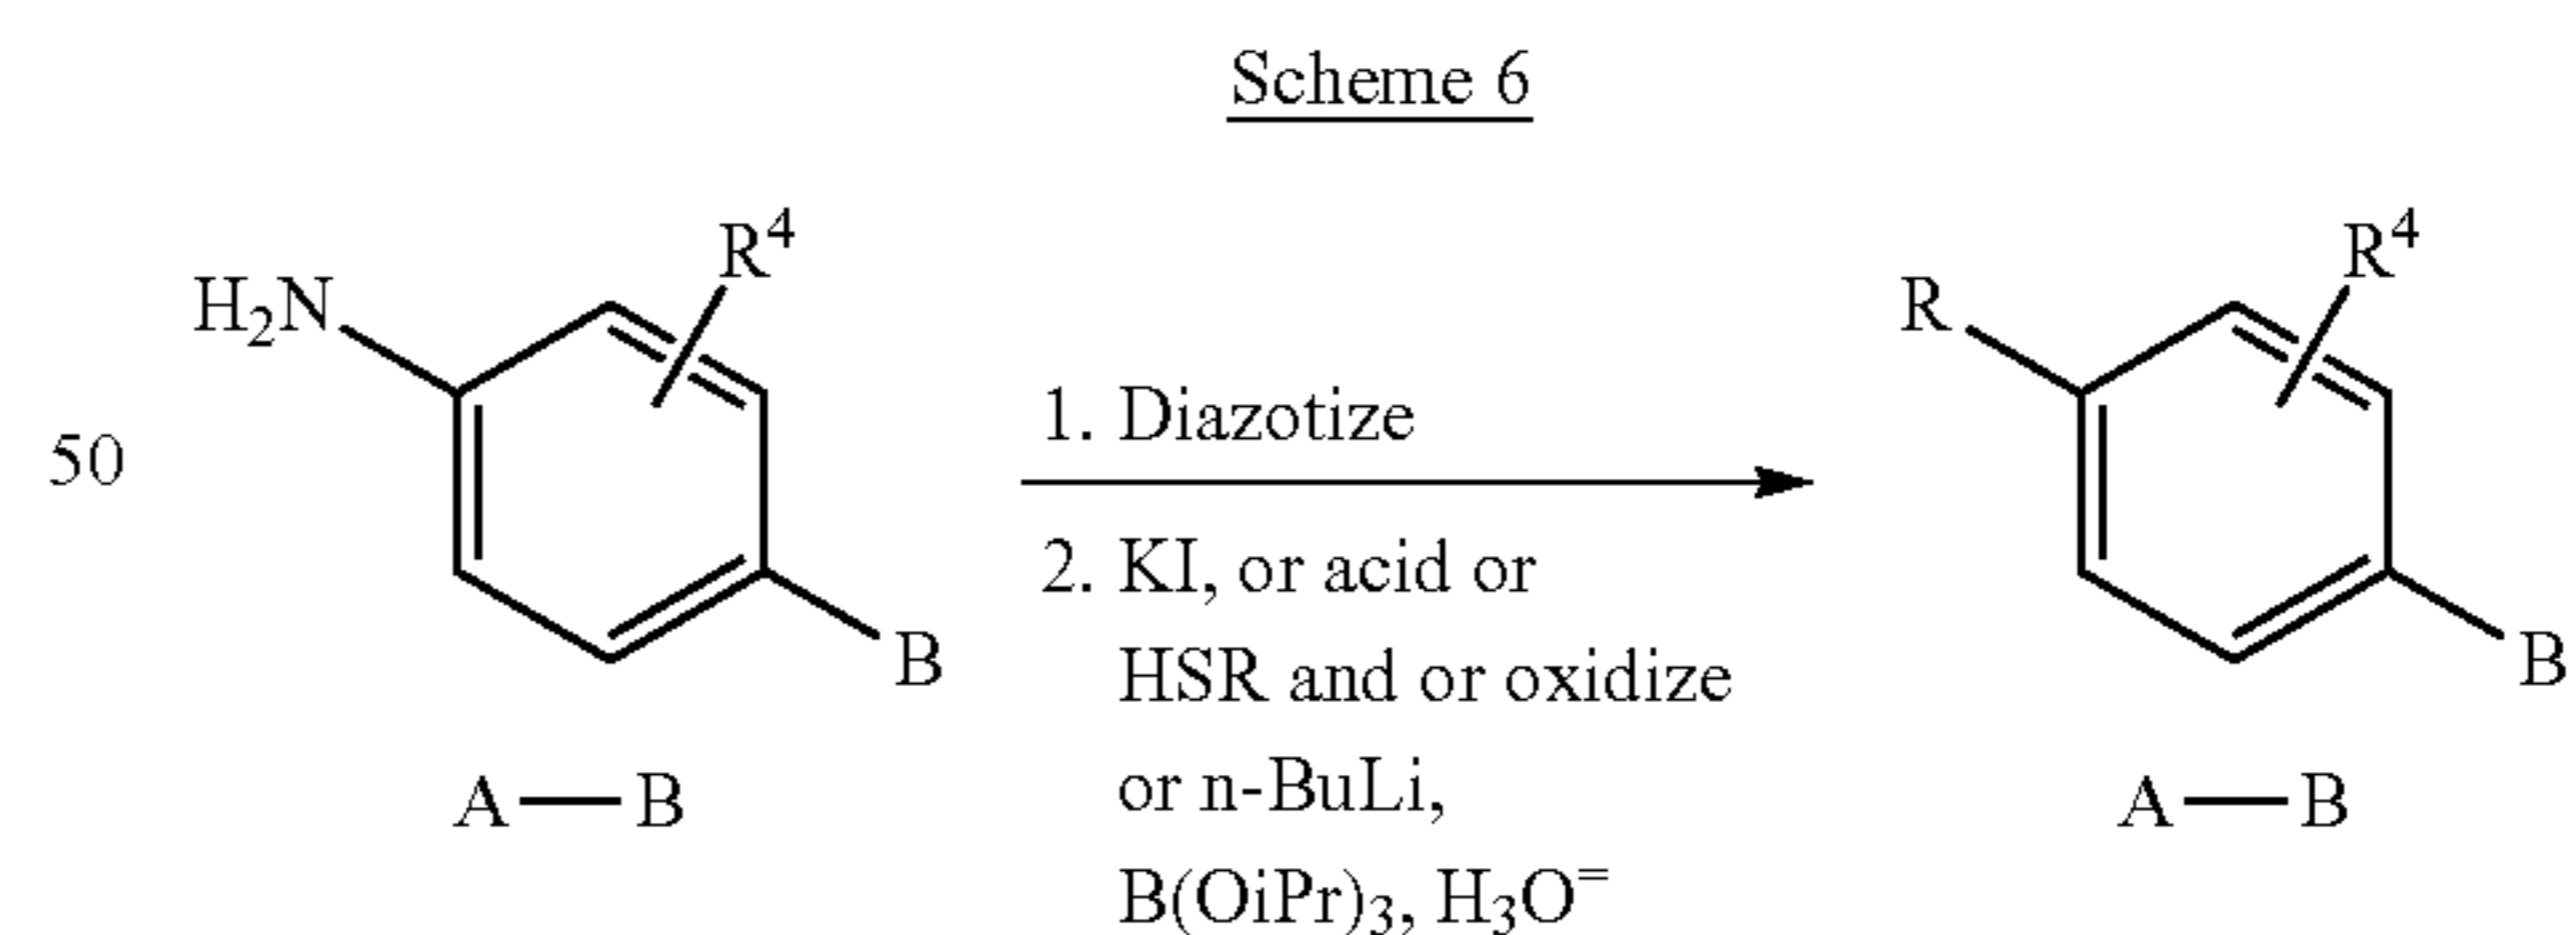 Scheme 6
R⁴
H₂N
50
B
A—B
1. Diazotize
2. KI, or acid or
HSR and or oxidize
or n-BuLi,
B(OiPr)₃, H₃O⁼
R⁴
R
B
A—B